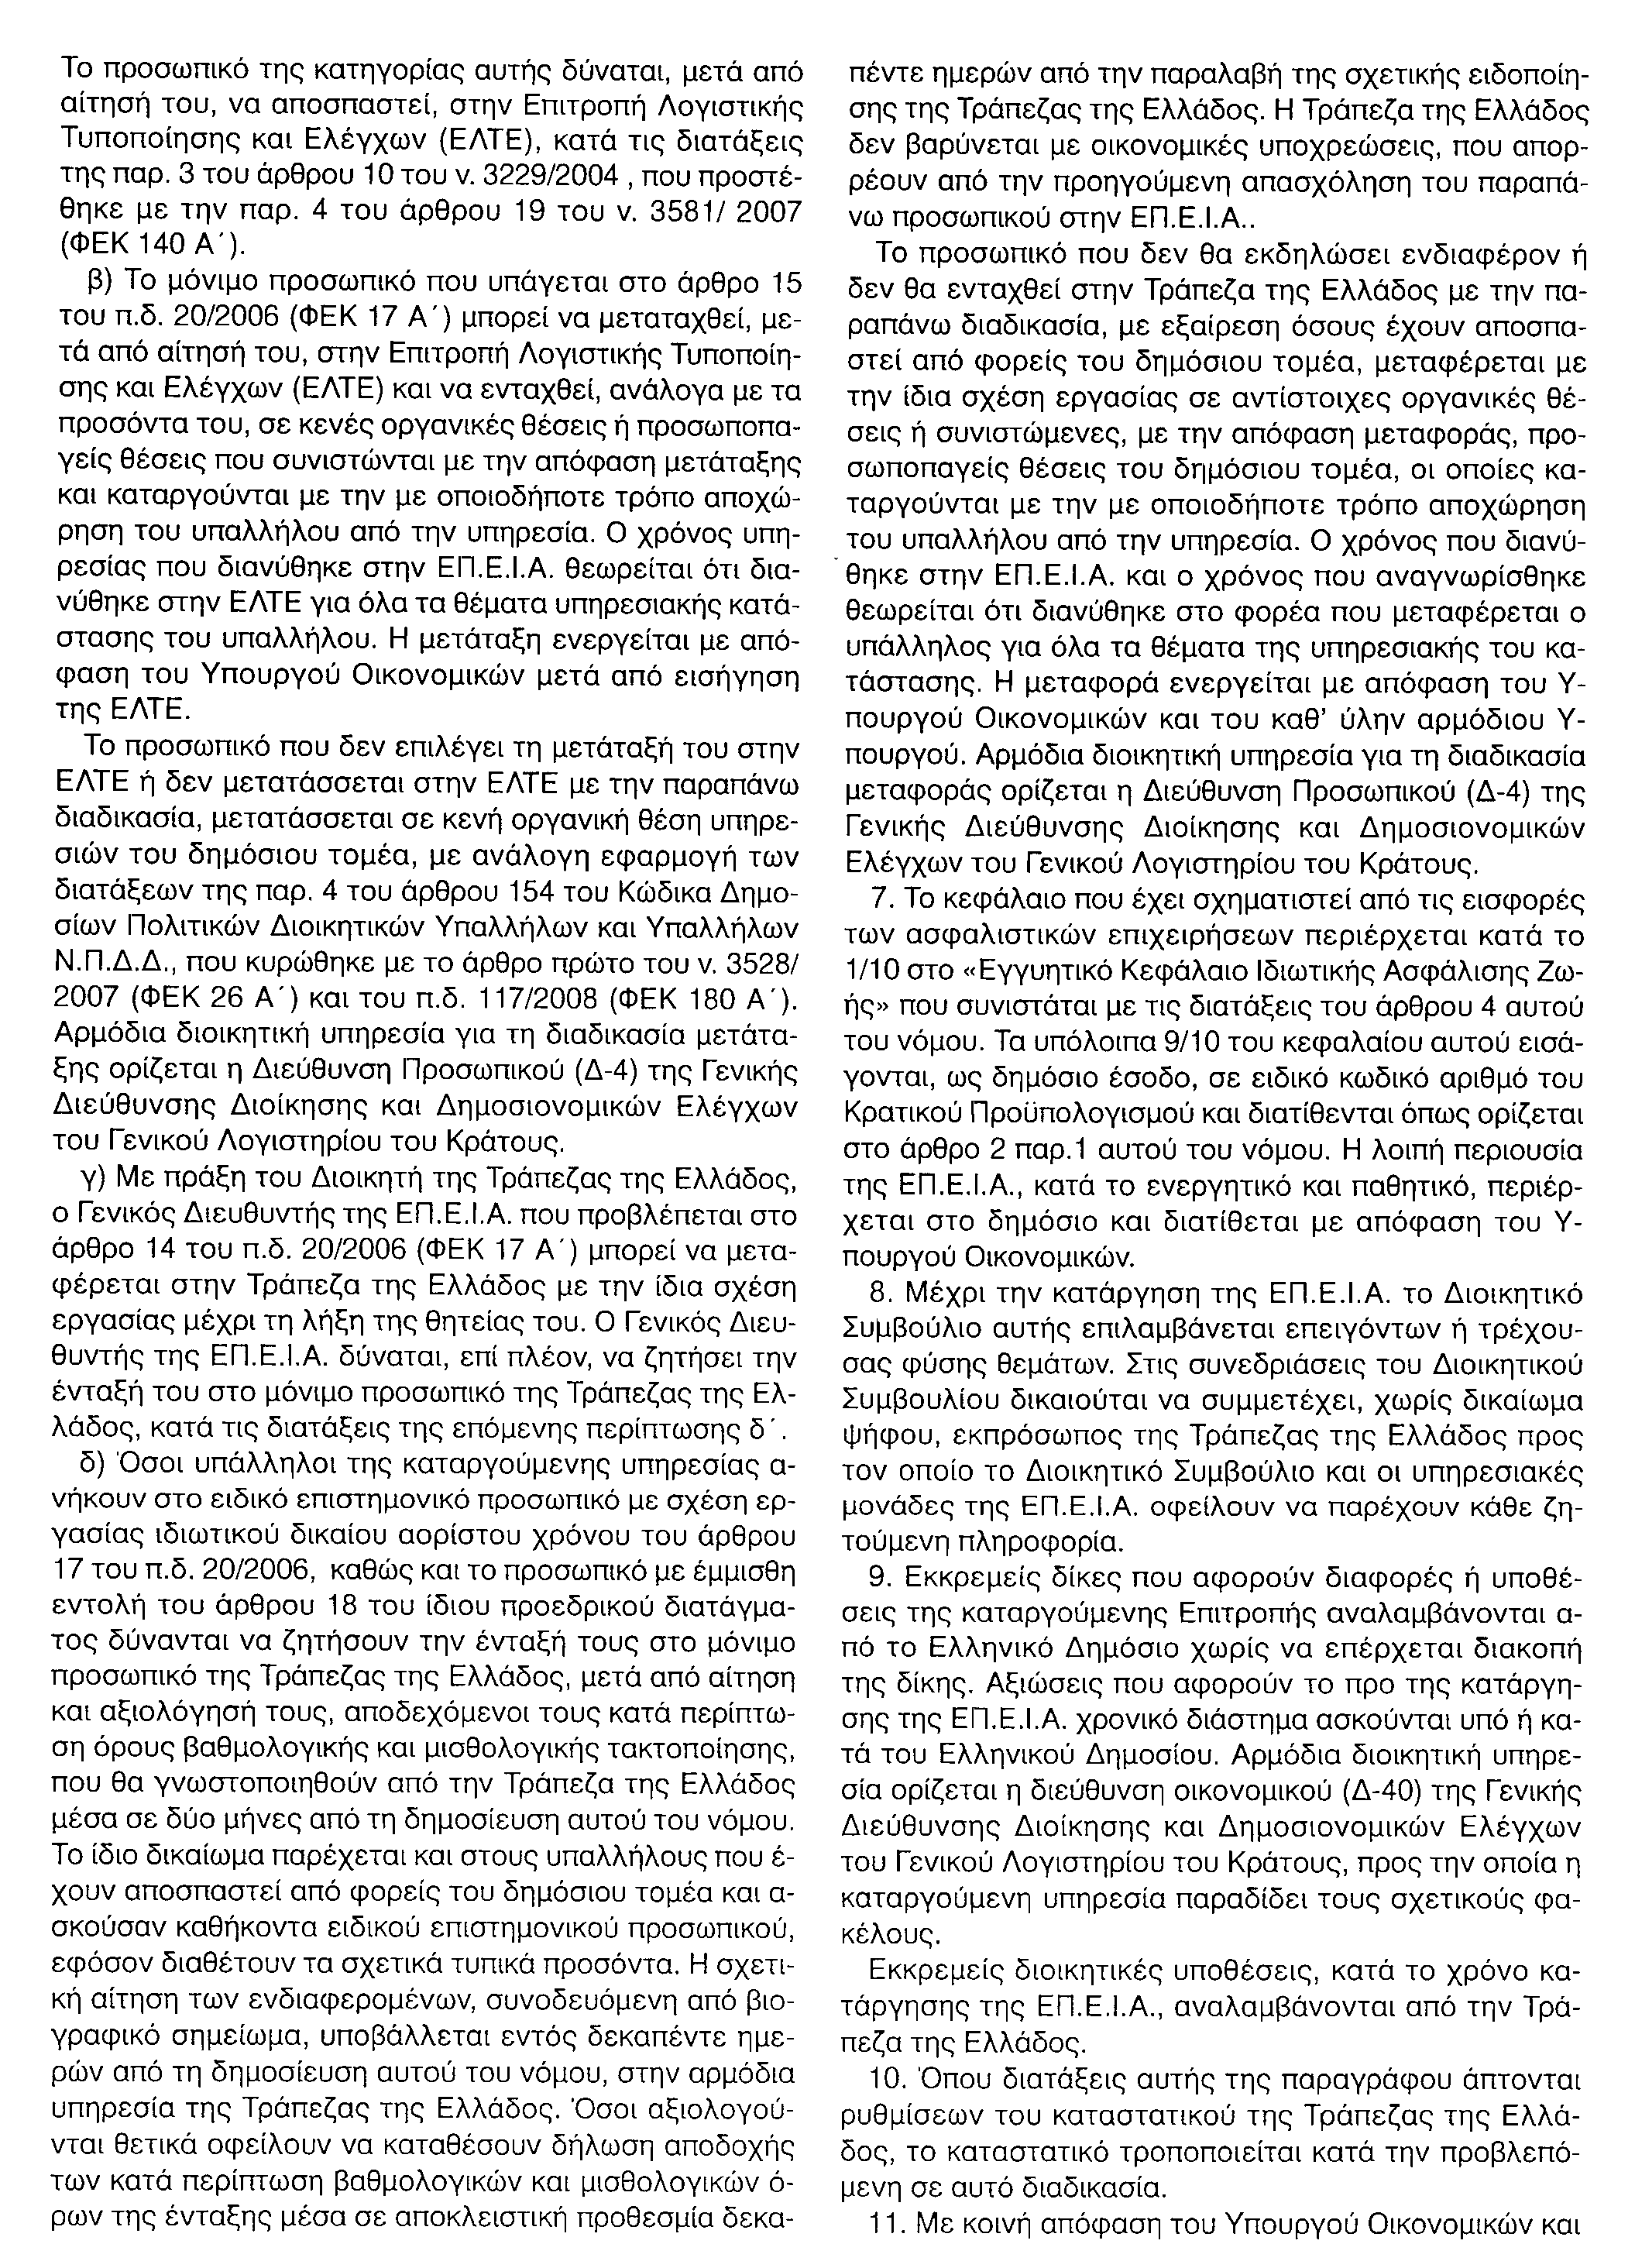 Το προσωπικό της κατηγορίας αυτής δύναται, μετά από
αίτησή του, να αποσπαστεί, στην Επιτροπή Λογιστικής
Τυποποίησης και Ελέγχων (ΕΛΤΕ), κατά τις διατάξεις
της παρ. 3 του άρθρου 10 του ν. 3229/2004 , που προστέ-
θηκε με την παρ. 4 του άρθρου 19 του ν. 3581/ 2007
(ΦΕΚ 140 Α΄).
β) Το μόνιμο προσωπικό που υπάγεται στο άρθρο 15
του π.δ. 20/2006 (ΦΕΚ 17 Α΄) μπορεί να μεταταχθεί, με-
τά από αίτησή του, στην Επιτροπή Λογιστικής Τυποποίη-
σης και Ελέγχων (ΕΛΤΕ) και να ενταχθεί, ανάλογα με τα
προσόντα του, σε κενές οργανικές θέσεις ή προσωποπα-
γείς θέσεις που συνιστώνται με την απόφαση μετάταξης
και καταργούνται με την με οποιοδήποτε τρόπο αποχώ-
ρηση του υπαλλήλου από την υπηρεσία. Ο χρόνος υπη-
ρεσίας που διανύθηκε στην ΕΠ.Ε.Ι.Α. θεωρείται ότι δια-
νύθηκε στην ΕΛΤΕ για όλα τα θέματα υπηρεσιακής κατά-
στασης του υπαλλήλου. Η μετάταξη ενεργείται με από-
φαση του Υπουργού Οικονομικών μετά από εισήγηση
της ΕΛΤΕ.
Το προσωπικό που δεν επιλέγει τη μετάταξή του στην
ΕΛΤΕ ή δεν μετατάσσεται στην ΕΛΤΕ με την παραπάνω
διαδικασία, μετατάσσεται σε κενή οργανική θέση υπηρε-
σιών του δημόσιου τομέα, με ανάλογη εφαρμογή των
διατάξεων της παρ. 4 του άρθρου 154 του Κώδικα Δημο-
σίων Πολιτικών Διοικητικών Υπαλλήλων και Υπαλλήλων
Ν.Π.Δ.Δ., που κυρώθηκε με το άρθρο πρώτο του ν. 3528/
2007 (ΦΕΚ 26 Α΄) και του π.δ. 117/2008 (ΦΕΚ 180 Α΄).
Αρμόδια διοικητική υπηρεσία για τη διαδικασία μετάτα-
ξης ορίζεται η Διεύθυνση Προσωπικού (Δ-4) της Γενικής
Διεύθυνσης Διοίκησης και Δημοσιονομικών Ελέγχων
του Γενικού Λογιστηρίου του Κράτους.
γ) Με πράξη του Διοικητή της Τράπεζας της Ελλάδος,
ο Γενικός Διευθυντής της ΕΠ.Ε.Ι.Α. που προβλέπεται στο
άρθρο 14 του π.δ. 20/2006 (ΦΕΚ 17 Α΄) μπορεί να μετα-
φέρεται στην Τράπεζα της Ελλάδος με την ίδια σχέση
εργασίας μέχρι τη λήξη της θητείας του. Ο Γενικός Διευ-
θυντής της ΕΠ.Ε.Ι.Α. δύναται, επί πλέον, να ζητήσει την
ένταξή του στο μόνιμο προσωπικό της Τράπεζας της Ελ-
λάδος, κατά τις διατάξεις της επόμενης περίπτωσης δ΄.
δ) Όσοι υπάλληλοι της καταργούμενης υπηρεσίας α-
νήκουν στο ειδικό επιστημονικό προσωπικό με σχέση ερ-
γασίας ιδιωτικού δικαίου αορίστου χρόνου του άρθρου
17 του π.δ. 20/2006, καθώς και το προσωπικό με έμμισθη
εντολή του άρθρου 18 του ίδιου προεδρικού διατάγμα-
τος δύνανται να ζητήσουν την ένταξή τους στο μόνιμο
προσωπικό της Τράπεζας της Ελλάδος, μετά από αίτηση
και αξιολόγησή τους, αποδεχόμενοι τους κατά περίπτω-
ση όρους βαθμολογικής και μισθολογικής τακτοποίησης,
που θα γνωστοποιηθούν από την Τράπεζα της Ελλάδος
μέσα σε δύο μήνες από τη δημοσίευση αυτού του νόμου.
Το ίδιο δικαίωμα παρέχεται και στους υπαλλήλους που έ-
χουν αποσπαστεί από φορείς του δημόσιου τομέα και α-
σκούσαν καθήκοντα ειδικού επιστημονικού προσωπικού,
εφόσον διαθέτουν τα σχετικά τυπικά προσόντα. Η σχετι-
κή αίτηση των ενδιαφερομένων, συνοδευόμενη από βιο-
γραφικό σημείωμα, υποβάλλεται εντός δεκαπέντε ημε-
ρών από τη δημοσίευση αυτού του νόμου, στην αρμόδια
υπηρεσία της Τράπεζας της Ελλάδος. Όσοι αξιολογού-
νται θετικά οφείλουν να καταθέσουν δήλωση αποδοχής
των κατά περίπτωση βαθμολογικών και μισθολογικών ό-
ρων της ένταξης μέσα σε αποκλειστική προθεσμία δεκα-
πέντε ημερών από την παραλαβή της σχετικής ειδοποίη-
σης της Τράπεζας της Ελλάδος. Η Τράπεζα της Ελλάδος
δεν βαρύνεται με οικονομικές υποχρεώσεις, που απορ-
ρέουν από την προηγούμενη απασχόληση του παραπά-
νω προσωπικού στην ΕΠ.Ε.Ι.Α..
Το προσωπικό που δεν θα εκδηλώσει ενδιαφέρον ή
δεν θα ενταχθεί στην Τράπεζα της Ελλάδος με την πα-
ραπάνω διαδικασία, με εξαίρεση όσους έχουν αποσπα-
στεί από φορείς του δημόσιου τομέα, μεταφέρεται με
την ίδια σχέση εργασίας σε αντίστοιχες οργανικές θέ-
σεις ή συνιστώμενες, με την απόφαση μεταφοράς, προ-
σωποπαγείς θέσεις του δημόσιου τομέα, οι οποίες κα-
ταργούνται με την με οποιοδήποτε τρόπο αποχώρηση
του υπαλλήλου από την υπηρεσία. Ο χρόνος που διανύ-
θηκε στην ΕΠ.Ε.Ι.Α. και ο χρόνος που αναγνωρίσθηκε
θεωρείται ότι διανύθηκε στο φορέα που μεταφέρεται ο
υπάλληλος για όλα τα θέματα της υπηρεσιακής του κα-
τάστασης. Η μεταφορά ενεργείται με απόφαση του Υ-
πουργού Οικονομικών και του καθ’ ύλην αρμόδιου Υ-
πουργού. Αρμόδια διοικητική υπηρεσία για τη διαδικασία
μεταφοράς ορίζεται η Διεύθυνση Προσωπικού (Δ-4) της
Γενικής Διεύθυνσης Διοίκησης και Δημοσιονομικών
Ελέγχων του Γενικού Λογιστηρίου του Κράτους.
7. Το κεφάλαιο που έχει σχηματιστεί από τις εισφορές
των ασφαλιστικών επιχειρήσεων περιέρχεται κατά το
1/10 στο «Εγγυητικό Κεφάλαιο Ιδιωτικής Ασφάλισης Ζω-
ής» που συνιστάται με τις διατάξεις του άρθρου 4 αυτού
του νόμου. Τα υπόλοιπα 9/10 του κεφαλαίου αυτού εισά-
γονται, ως δημόσιο έσοδο, σε ειδικό κωδικό αριθμό του
Κρατικού Προϋπολογισμού και διατίθενται όπως ορίζεται
στο άρθρο 2 παρ.1 αυτού του νόμου. Η λοιπή περιουσία
της ΕΠ.Ε.Ι.Α., κατά το ενεργητικό και παθητικό, περιέρ-
χεται στο δημόσιο και διατίθεται με απόφαση του Υ-
πουργού Οικονομικών.
8. Μέχρι την κατάργηση της ΕΠ.Ε.Ι.Α. το Διοικητικό
Συμβούλιο αυτής επιλαμβάνεται επειγόντων ή τρέχου-
σας φύσης θεμάτων. Στις συνεδριάσεις του Διοικητικού
Συμβουλίου δικαιούται να συμμετέχει, χωρίς δικαίωμα
ψήφου, εκπρόσωπος της Τράπεζας της Ελλάδος προς
τον οποίο το Διοικητικό Συμβούλιο και οι υπηρεσιακές
μονάδες της ΕΠ.Ε.Ι.Α. οφείλουν να παρέχουν κάθε ζη-
τούμενη πληροφορία.
9. Εκκρεμείς δίκες που αφορούν διαφορές ή υποθέ-
σεις της καταργούμενης Επιτροπής αναλαμβάνονται α-
πό το Ελληνικό Δημόσιο χωρίς να επέρχεται διακοπή
της δίκης. Αξιώσεις που αφορούν το προ της κατάργη-
σης της ΕΠ.Ε.Ι.Α. χρονικό διάστημα ασκούνται υπό ή κα-
τά του Ελληνικού Δημοσίου. Αρμόδια διοικητική υπηρε-
σία ορίζεται η διεύθυνση οικονομικού (Δ-40) της Γενικής
Διεύθυνσης Διοίκησης και Δημοσιονομικών Ελέγχων
του Γενικού Λογιστηρίου του Κράτους, προς την οποία η
καταργούμενη υπηρεσία παραδίδει τους σχετικούς φα-
κέλους.
Εκκρεμείς διοικητικές υποθέσεις, κατά το χρόνο κα-
τάργησης της ΕΠ.Ε.Ι.Α., αναλαμβάνονται από την Τρά-
πεζα της Ελλάδος.
10. Όπου διατάξεις αυτής της παραγράφου άπτονται
ρυθμίσεων του καταστατικού της Τράπεζας της Ελλά-
δος, το καταστατικό τροποποιείται κατά την προβλεπό-
μενη σε αυτό διαδικασία.
11. Με κοινή απόφαση του Υπουργού Οικονομικών και